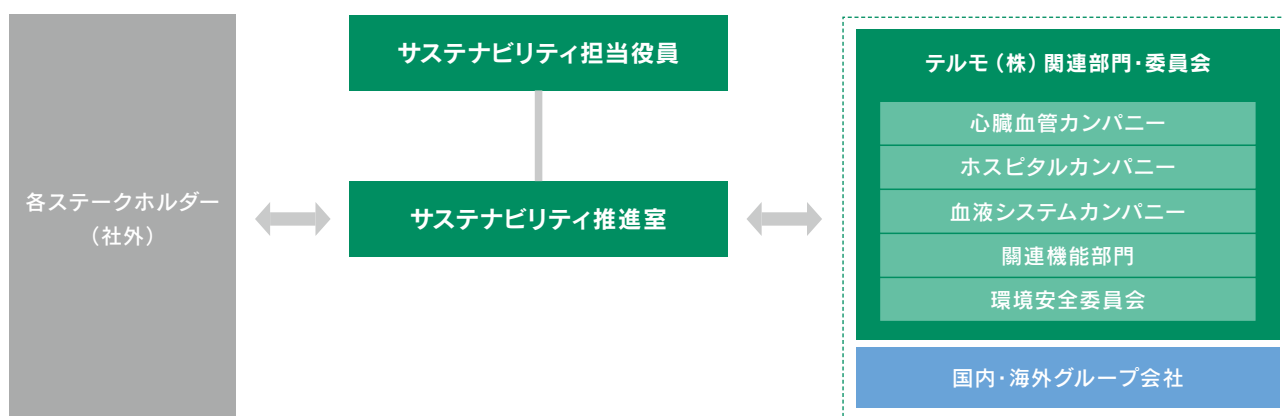 各ステークホルダー
（社外）
サステナビリティ担当役員
サステナビリティ推進室
テルモ（株）関連部門・委員会
心臓血管カンパニー
ホスピタルカンパニー
血液システムカンパニー
關連機能部門
環境安全委員会
国内・海外グループ会社